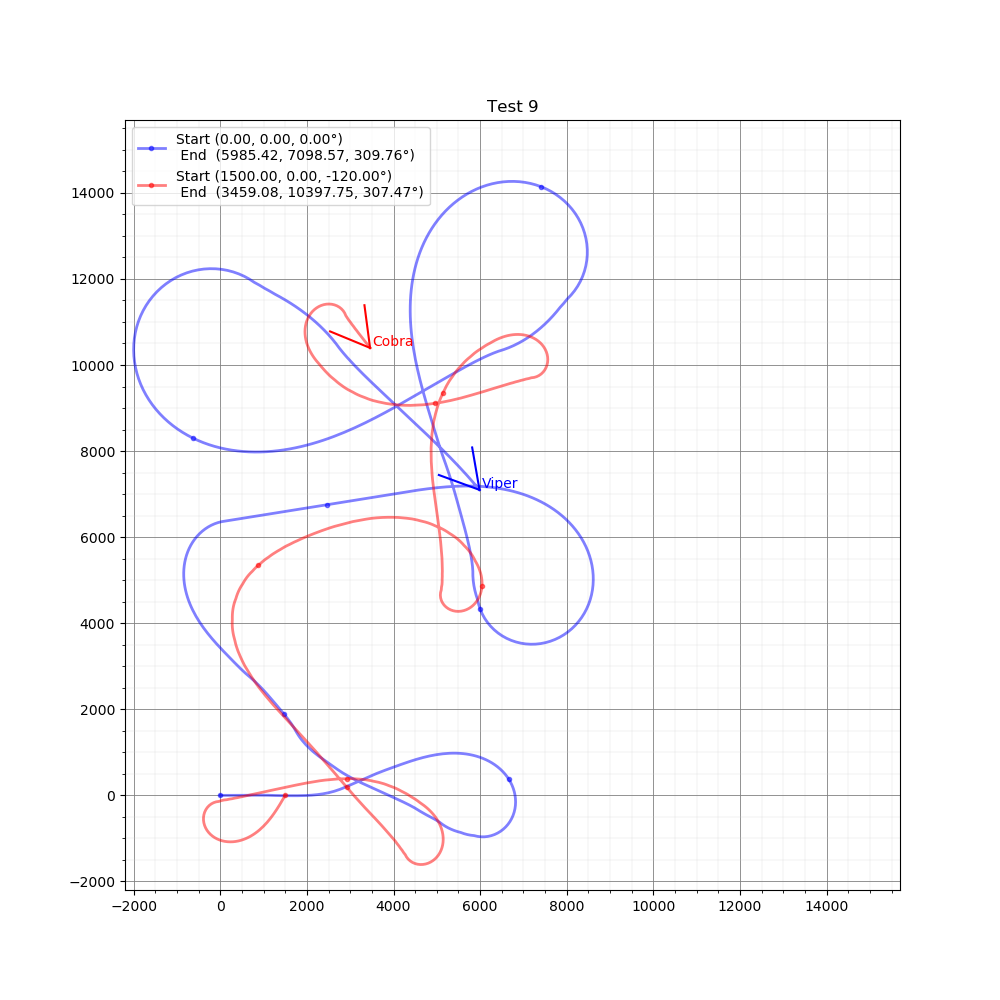 Test 9
Start (0.00, 0.00, 0.00°)
End (5985.42, 7098.57, 309.76°)
Start (1500.00, 0.00, -120.00°)
End (3459.08, 10397.75, 307.47°)
14000
12000
10000
8000
6000
4000
2000
0
−2000
Cobra
Viper
−2000 0 2000 4000 6000 8000 10000 12000 14000